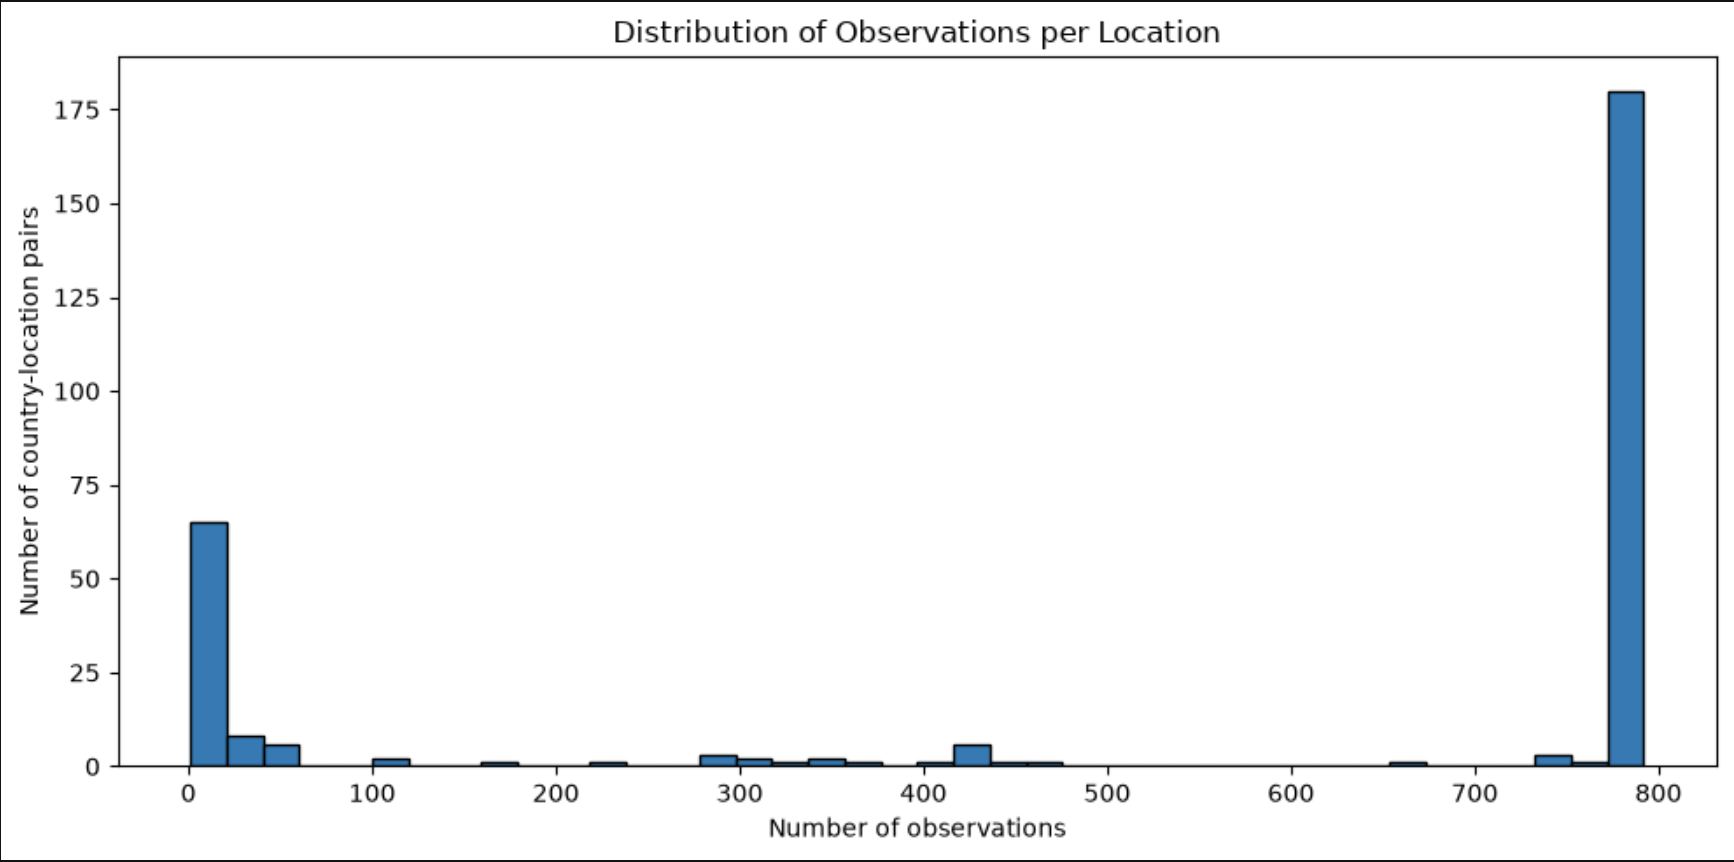 Distribution of Observations per Location
Number of country-location pairs
175
150
125
100
75
50
25
0
0 100 200 300 400 500 600 700 800
Number of observations